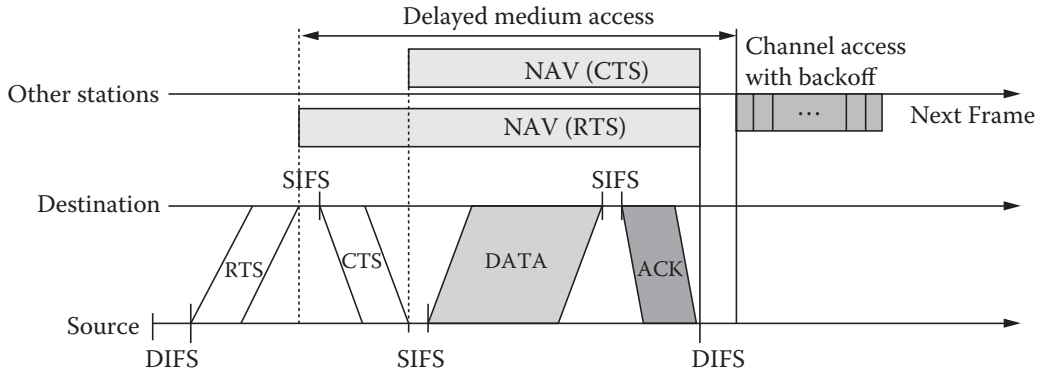 Delayed medium access
Channel access
with backoff
NAV (CTS)
Other stations
...
Next Frame
NAV (RTS)
SIFS
SIFS
Destination
RTS
CTS
DATA
ACK
Source
DIFS
SIFS
DIFS